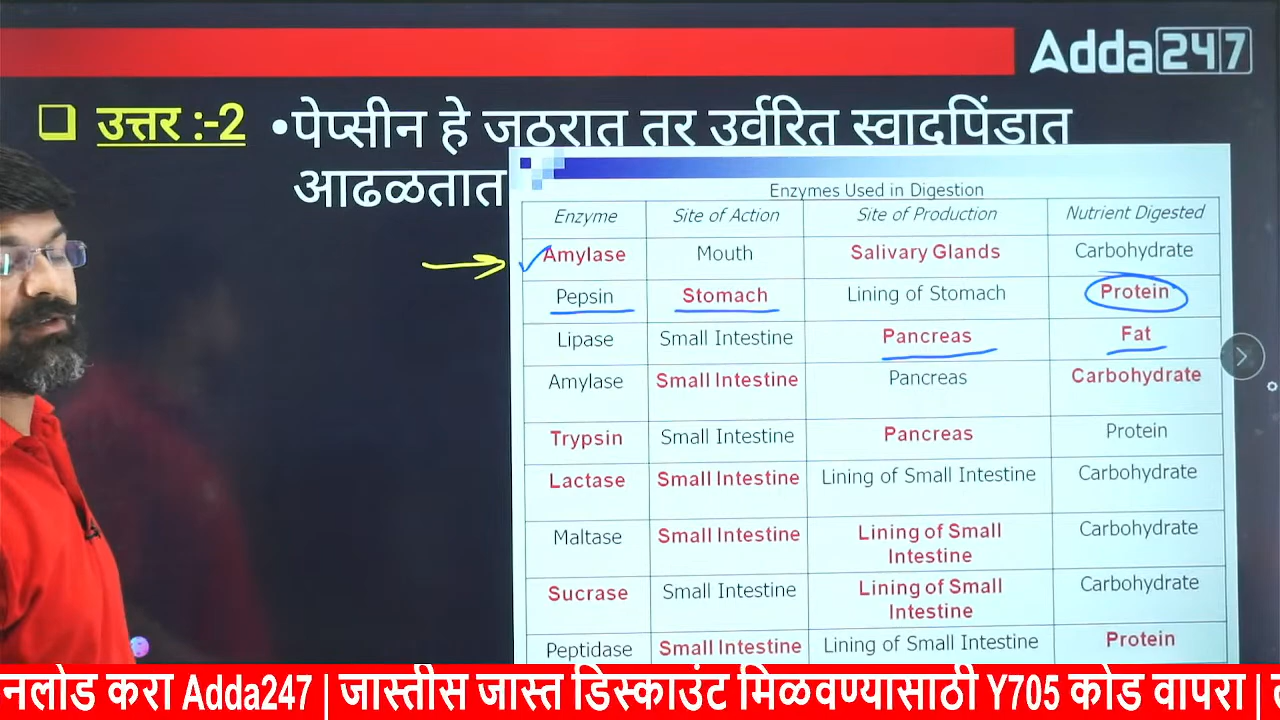 Adda247
उत्तर :-2 •पेप्सीन हे जठरात तर उर्वरित स्वादुपिंडात
आढळतात
Enzymes Used in Digestion
Enzyme Site of Action Site of Production Nutrient Digested
Amylase Mouth Salivary Glands Carbohydrate
Pepsin Stomach Lining of Stomach Protein
Lipase Small Intestine Pancreas Fat
Amylase Small Intestine Pancreas Carbohydrate
Trypsin Small Intestine Pancreas Protein
Lactase Small Intestine Lining of Small Intestine Carbohydrate
Maltase Small Intestine Lining of Small Carbohydrate
Intestine
Sucrase Small Intestine Lining of Small Carbohydrate
Intestine
Peptidase Small Intestine Lining of Small Intestine Protein
नलोड करा Adda247 | जास्तीस जास्त डिस्काउंट मिळवण्यासाठी Y705 कोड वापरा |